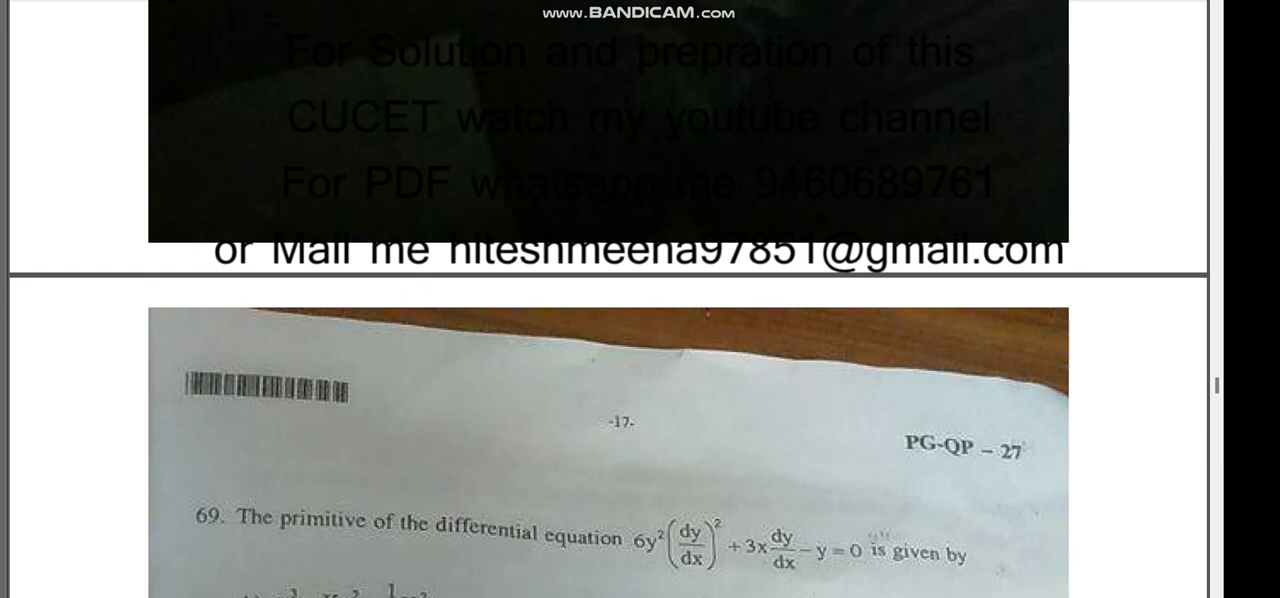 www.BANDICAM.com
For Solution and prepration of this
CUCET watch my youtube channel
For PDF whatsapp me 9460689761
or Mail me hiteshmeena97851@gmail.com
-17-
PG-QP - 27
69. The primitive of the differential equation 6y²(dy/dx)² + 3x dy/dx - y = 0 is given by